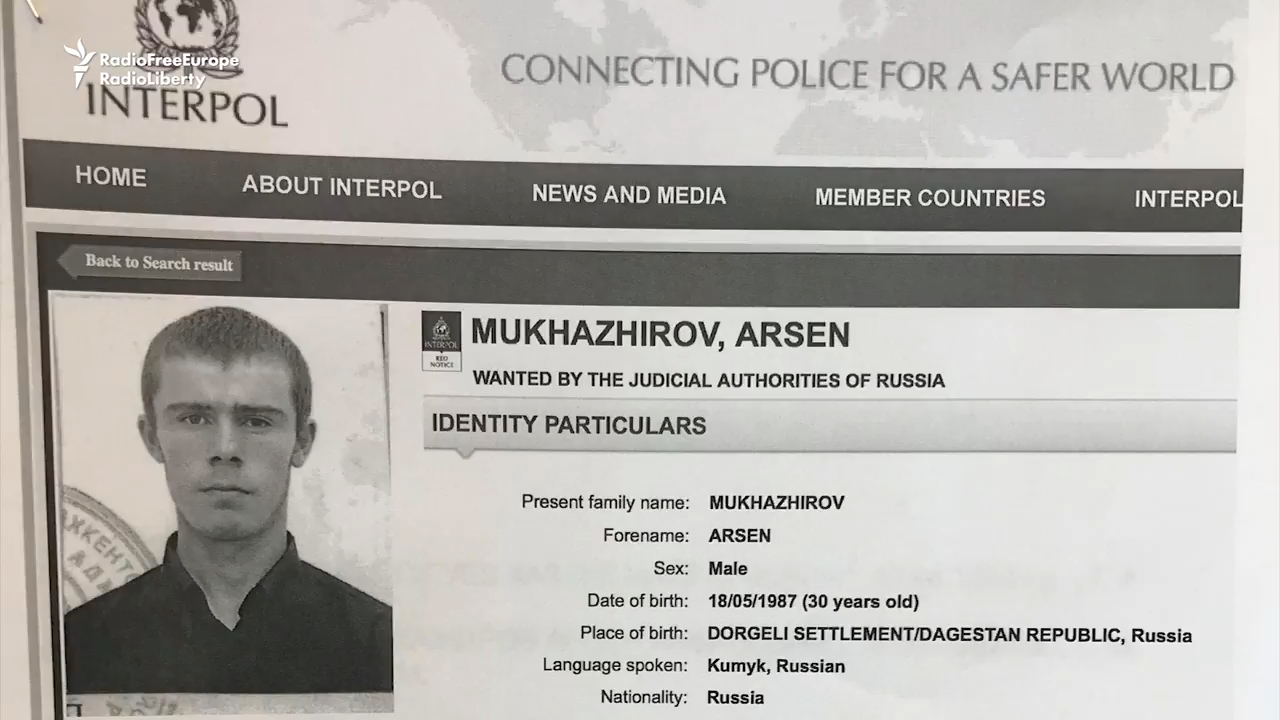 RadioFreeEurope
RadioLiberty
INTERPOL
CONNECTING POLICE FOR A SAFER WORLD
HOME
ABOUT INTERPOL
NEWS AND MEDIA
MEMBER COUNTRIES
INTERPOL
Back to Search result
INTERPOL
RED
NOTICE
MUKHAZHIROV, ARSEN
WANTED BY THE JUDICIAL AUTHORITIES OF RUSSIA
IDENTITY PARTICULARS
Present family name: MUKHAZHIROV
Forename: ARSEN
Sex: Male
Date of birth: 18/05/1987 (30 years old)
Place of birth: DORGELI SETTLEMENT/DAGESTAN REPUBLIC, Russia
Language spoken: Kumyk, Russian
Nationality: Russia